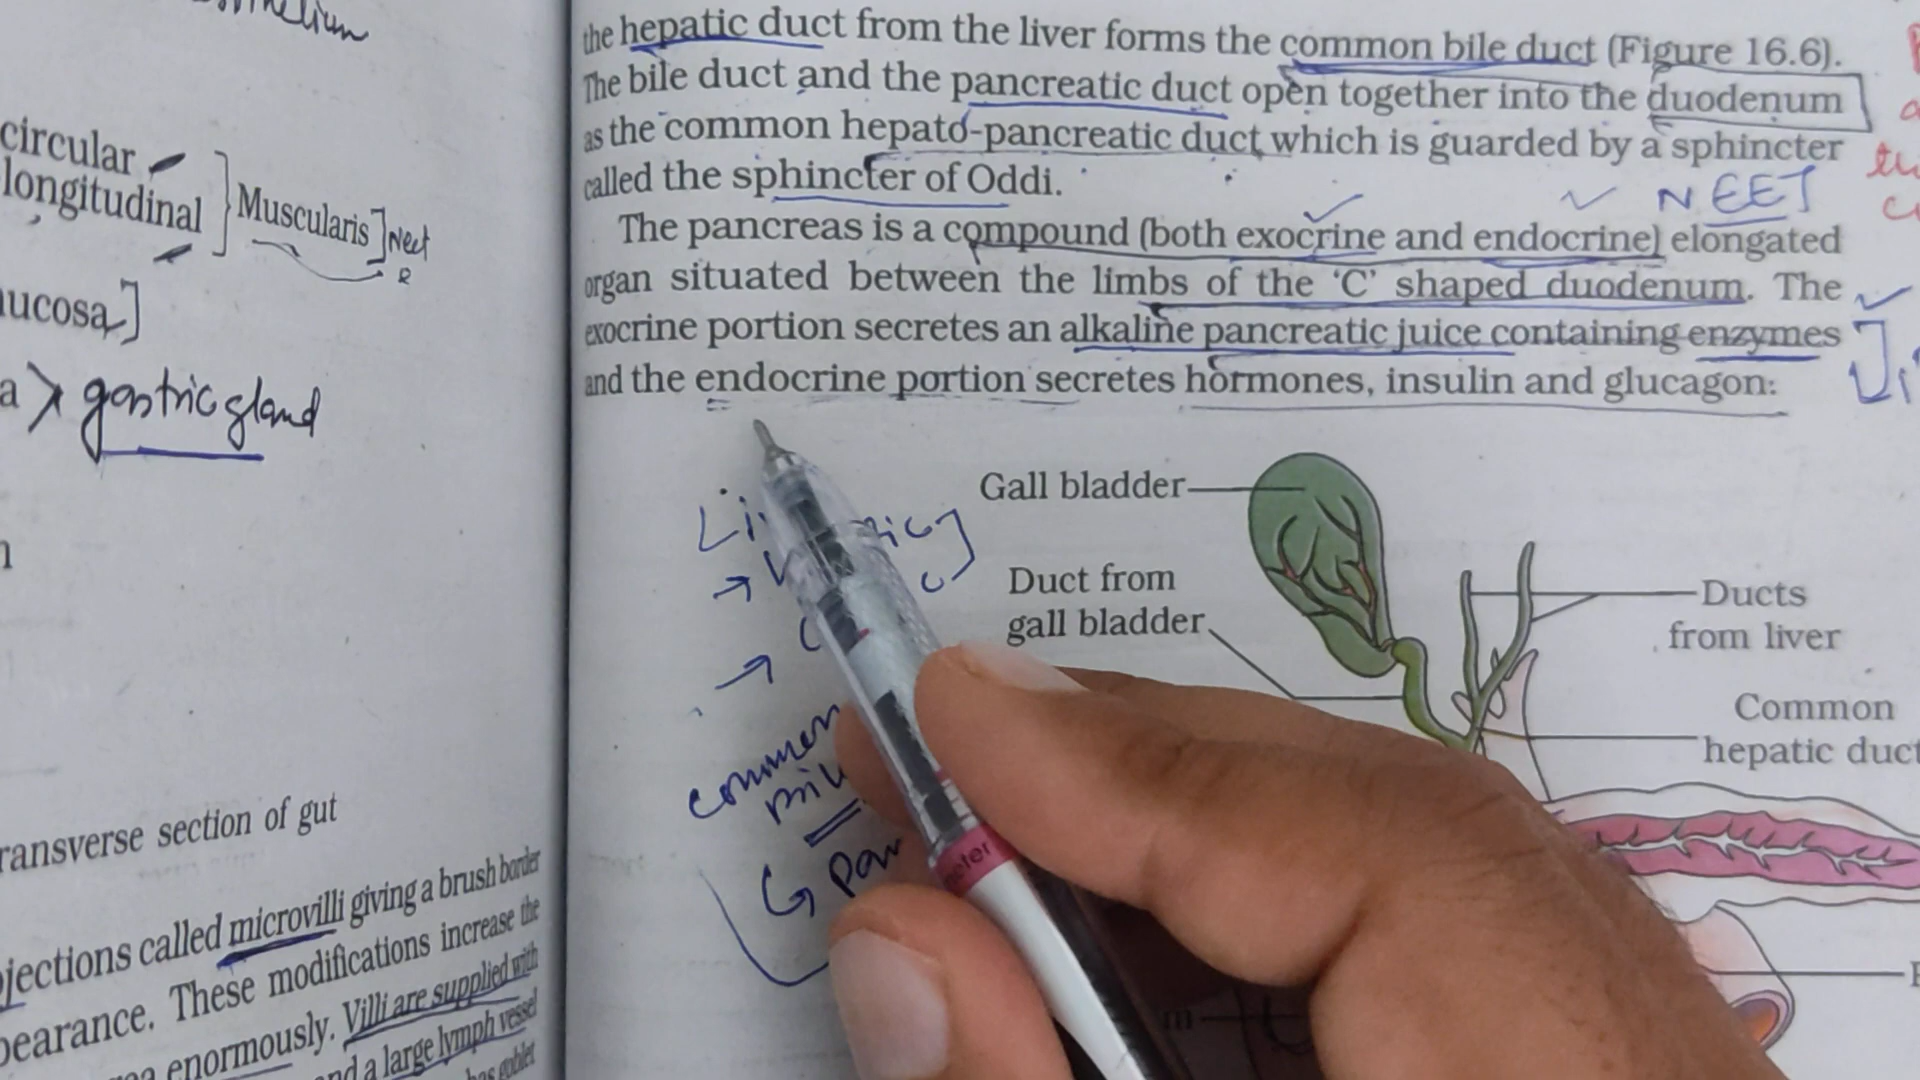 circular
longitudinal
Muscularis
Neet
gastric gland
transverse section of gut
called microvilli giving a brush border
These modifications increase the
enormously. Villi are supplied with
a large lymph vessel
goblet
the hepatic duct from the liver forms the common bile duct (Figure 16.6).
The bile duct and the pancreatic duct open together into the duodenum
as the common hepato-pancreatic duct which is guarded by a sphincter
called the sphincter of Oddi.
NEET
The pancreas is a compound (both exocrine and endocrine) elongated
organ situated between the limbs of the ‘C’ shaped duodenum. The
exocrine portion secretes an alkaline pancreatic juice containing enzymes
and the endocrine portion secretes hormones, insulin and glucagon.
Gall bladder
Duct from
gall bladder
Ducts
from liver
Common
hepatic duct
common